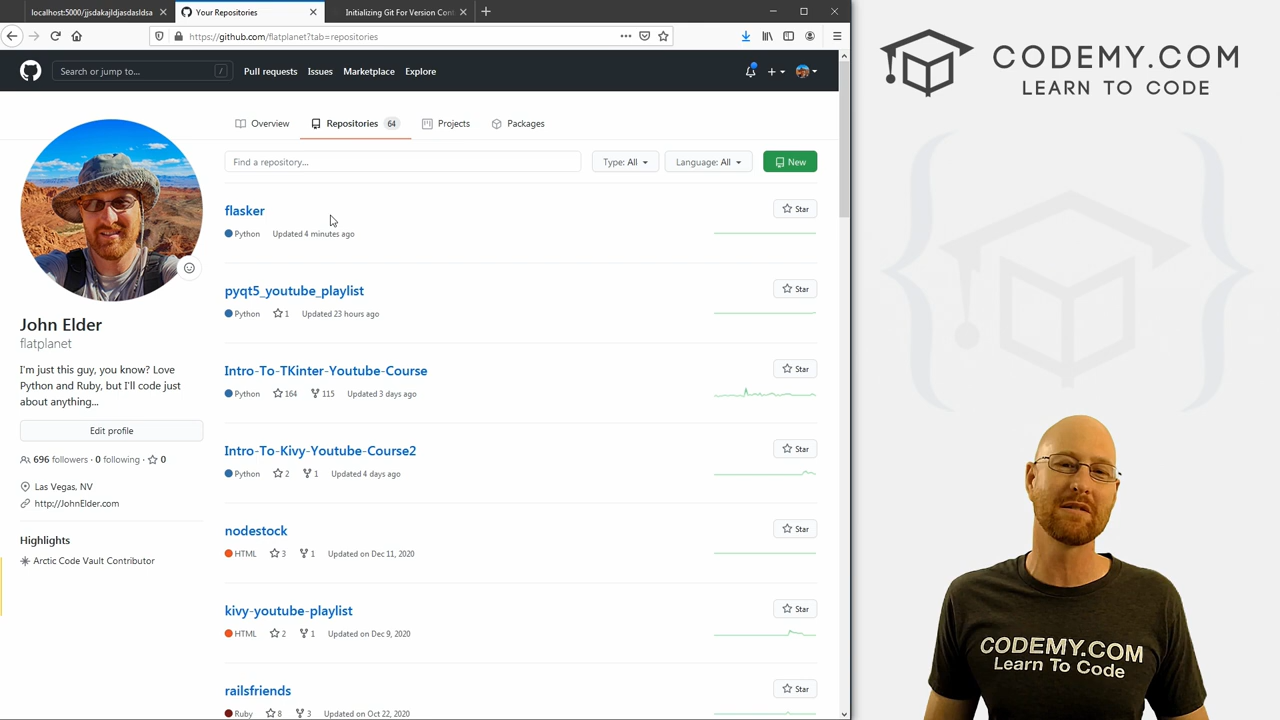 localhost:5000/jjsdakajldjasdasldsa
Your Repositories
Initializing Git For Version Cont
https://github.com/flatplanet?tab=repositories
Search or jump to...
/
Pull requests
Issues
Marketplace
Explore
Overview
Repositories 64
Projects
Packages
Find a repository...
Type: All
Language: All
New
flasker
Star
Python
Updated 4 minutes ago
pyqt5_youtube_playlist
Star
Python
1
Updated 23 hours ago
John Elder
flatplanet
I'm just this guy, you know? Love
Python and Ruby, but I'll code just
about anything...
Edit profile
696 followers · 0 following · 0
Las Vegas, NV
http://JohnElder.com
Highlights
Arctic Code Vault Contributor
Intro-To-TKinter-Youtube-Course
Star
Python
164
115
Updated 3 days ago
Intro-To-Kivy-Youtube-Course2
Star
Python
2
1
Updated 4 days ago
nodestock
Star
HTML
3
1
Updated on Dec 11, 2020
kivy-youtube-playlist
Star
HTML
2
1
Updated on Dec 9, 2020
railsfriends
Star
Ruby
8
3
Updated on Oct 22, 2020
CODEMY.COM
LEARN TO CODE
CODEMY.COM
Learn To Code